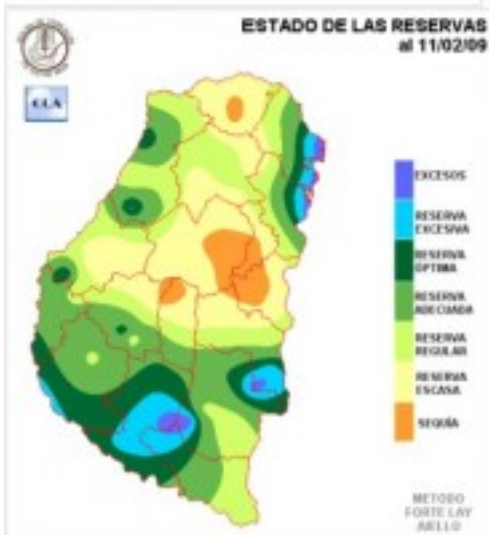 ESTADO DE LAS RESERVAS
al 11/02/09
EXCESOS
RESERVA
EXCESIVA
RESERVA
OPTIMA
RESERVA
ADECUADA
RESERVA
REGULAR
RESERVA
ESCASA
SEQUÍA
METODO
FORTE LAY
AIELLO